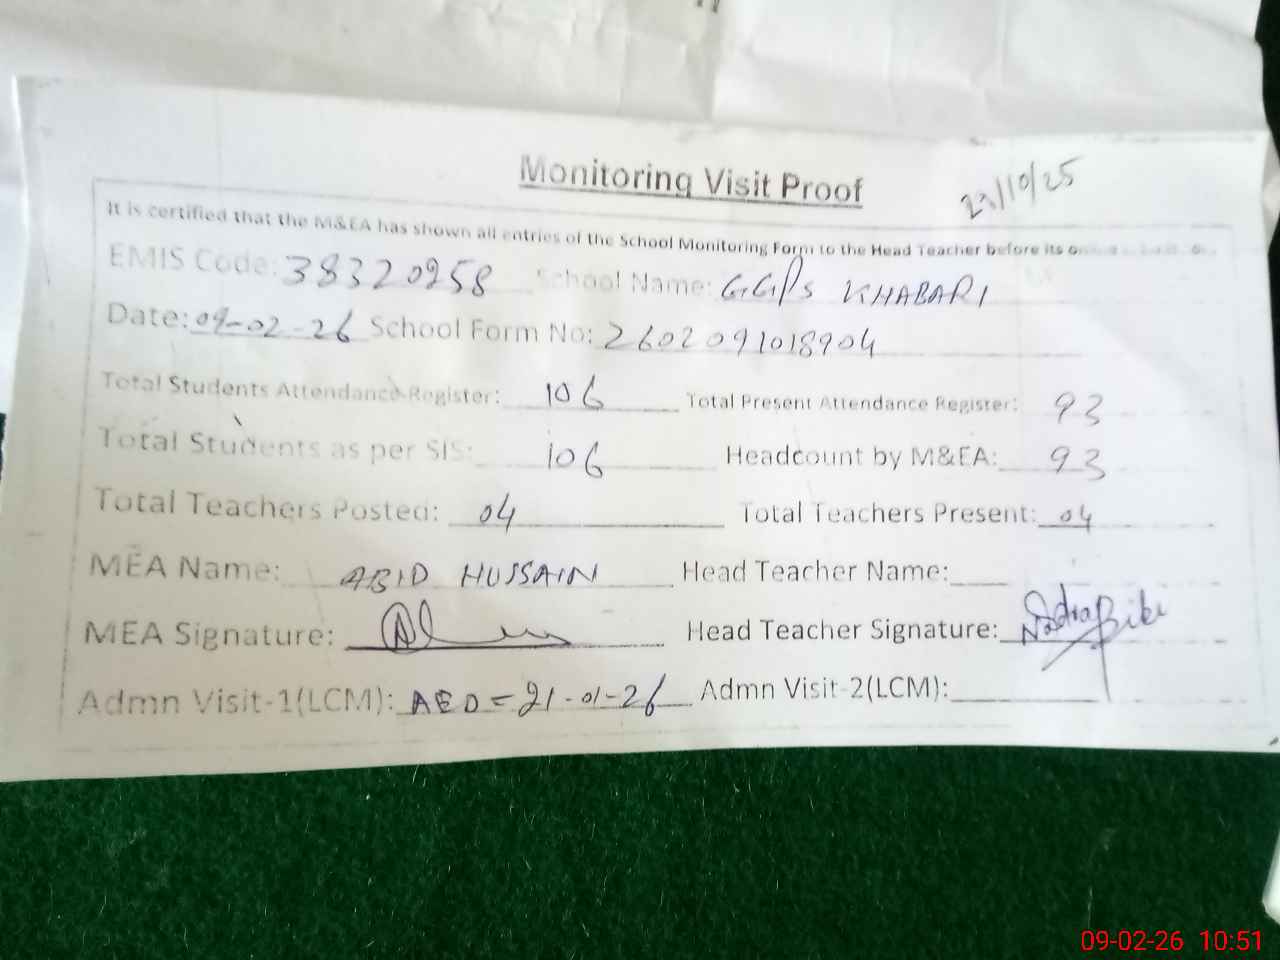 Monitoring Visit Proof
It is certified that the M&EA has shown all entries of the School Monitoring Form to the Head Teacher before its
EMIS Code: 38320958 School Name: GGPS KHABARI
Date: 09-02-26 School Form No: 2602091018904
Total Students Attendance Register: 106 Total Present Attendance Register: 93
Total Students as per SIS: 106 Headcount by M&EA: 93
Total Teachers Posted: 04 Total Teachers Present: 04
MEA Name: ABID HUSSAIN Head Teacher Name:
MEA Signature: Head Teacher Signature: Nadra Bibi
Admn Visit-1(LCM): AEO = 21-01-26 Admn Visit-2(LCM):
09-02-26 10:51